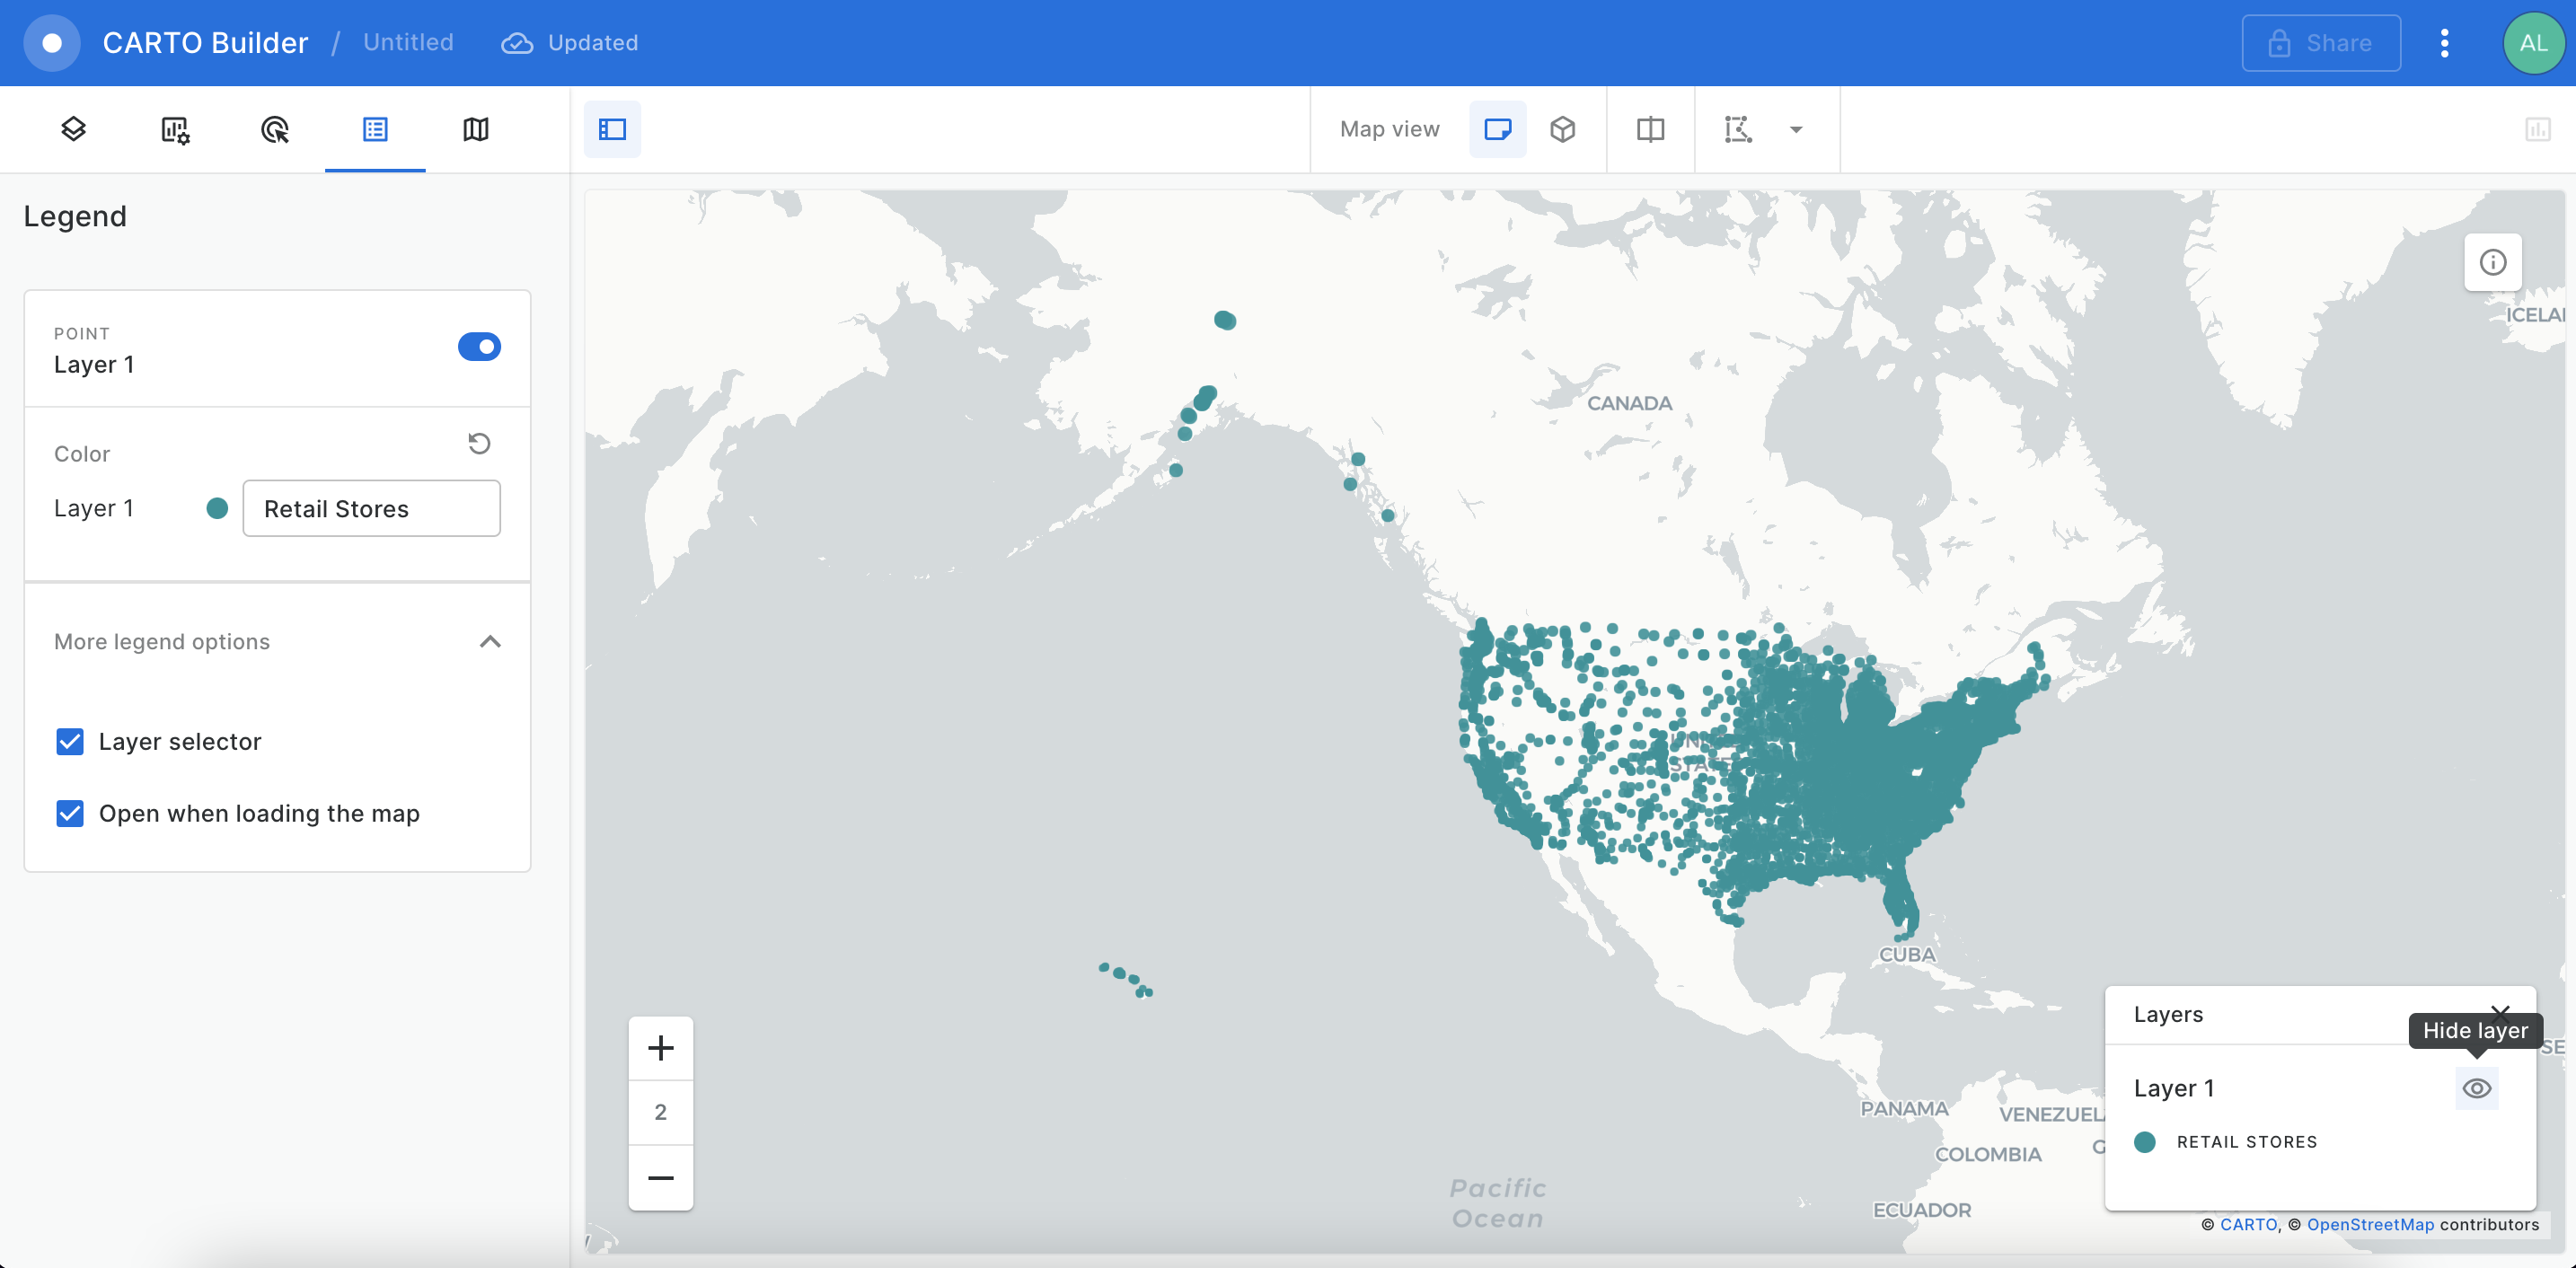 CARTO Builder / Untitled Updated
Share
AL
Map view
Legend
POINT
Layer 1
Color
Layer 1 Retail Stores
More legend options
Layer selector
Open when loading the map
ICELA
CANADA
CUBA
PANAMA
VENEZUEL
COLOMBIA
G
ECUADOR
Pacific
Ocean
+
2
−
Layers
Hide layer
SE
Layer 1
RETAIL STORES
© CARTO, © OpenStreetMap contributors